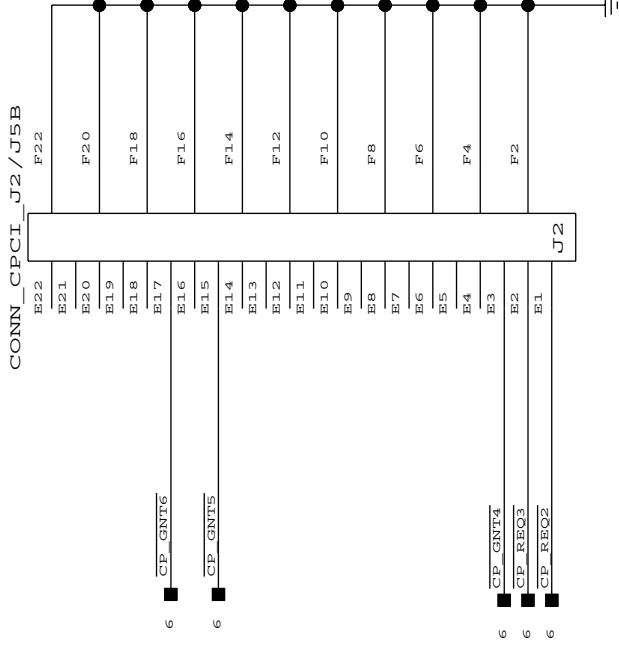 CONN_CPCI_J2/J5B
F22
F20
F18
F16
F14
F12
F10
F8
F6
F4
F2
J2
E22
E21
E20
E19
E18
E17
E16
E15
E14
E13
E12
E11
E10
E9
E8
E7
E6
E5
E4
E3
E2
E1
CP_GNT6
CP_GNT5
CP_GNT4
CP_REQ3
CP_REQ2
6
6
6
6
6